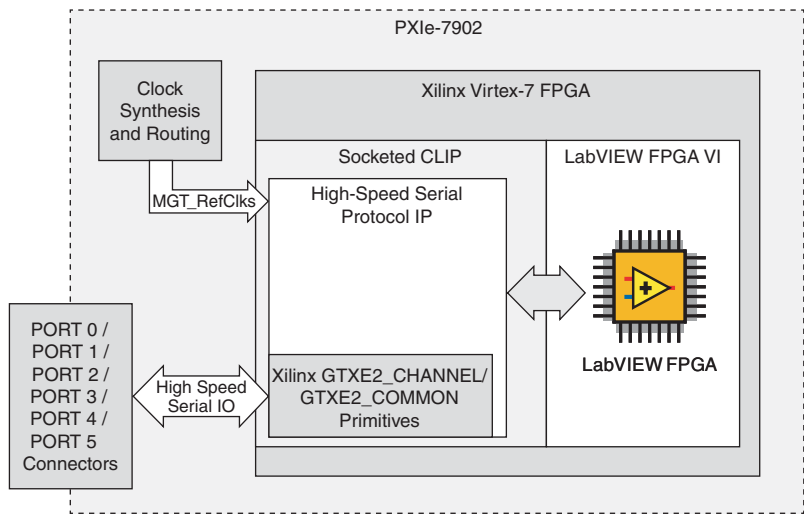 PXIe-7902
Clock
Synthesis
and Routing
Xilinx Virtex-7 FPGA
Socketed CLIP
LabVIEW FPGA VI
MGT_RefClks
High-Speed Serial
Protocol IP
LabVIEW FPGA
PORT 0 /
PORT 1 /
PORT 2 /
PORT 3 /
PORT 4 /
PORT 5
Connectors
High Speed
Serial IO
Xilinx GTXE2_CHANNEL/
GTXE2_COMMON
Primitives